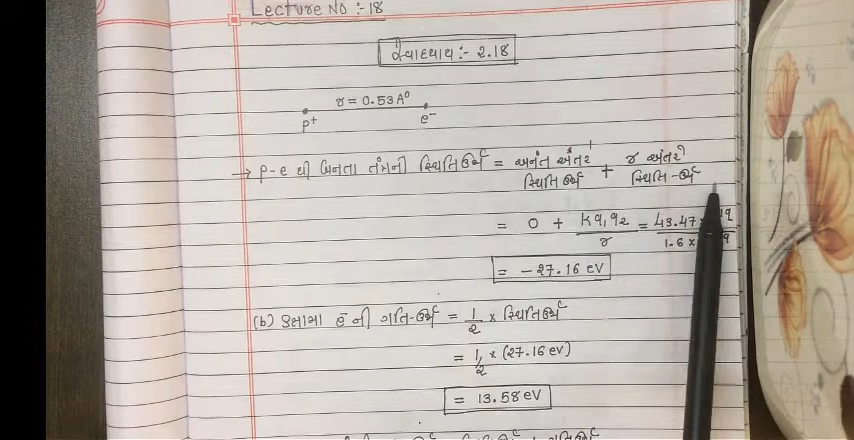 Lecture No :- 18
સ્વાધ્યાય :- 2.18
r = 0.53 A°
p+ e−
→ p-e થી બનતા તંત્રની સ્થિતિઊર્જા = અનંત અંતરે સ્થિતિઊર્જા + r અંતરે સ્થિતિ-ઊર્જા
= 0 + kq₁q₂ / r = 43.47 / 1.6 ×
= − 27.16 eV
(b) કક્ષામાં e̅ ની ગતિ-ઊર્જા = 1/2 × સ્થિતિઊર્જા
= 1/2 × (27.16 eV)
= 13.58 eV